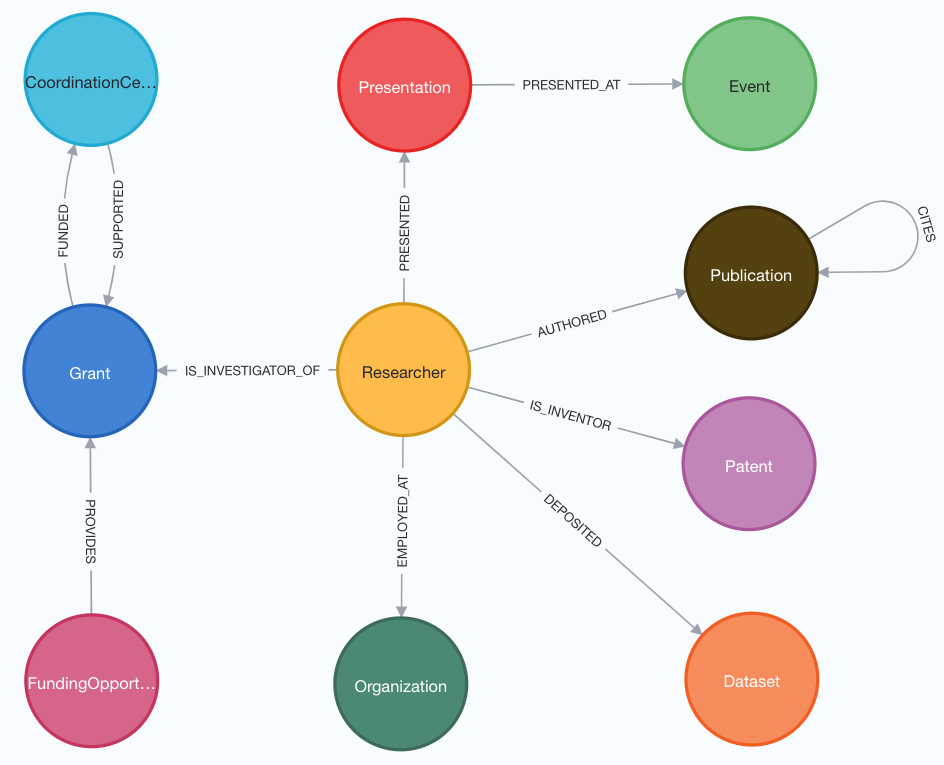 CoordinationCe...
Presentation
PRESENTED_AT
Event
FUNDED
SUPPORTED
PRESENTED
CITES
Publication
AUTHORED
Grant
IS_INVESTIGATOR_OF
Researcher
IS_INVENTOR
Patent
PROVIDES
EMPLOYED_AT
DEPOSITED
FundingOpport...
Organization
Dataset